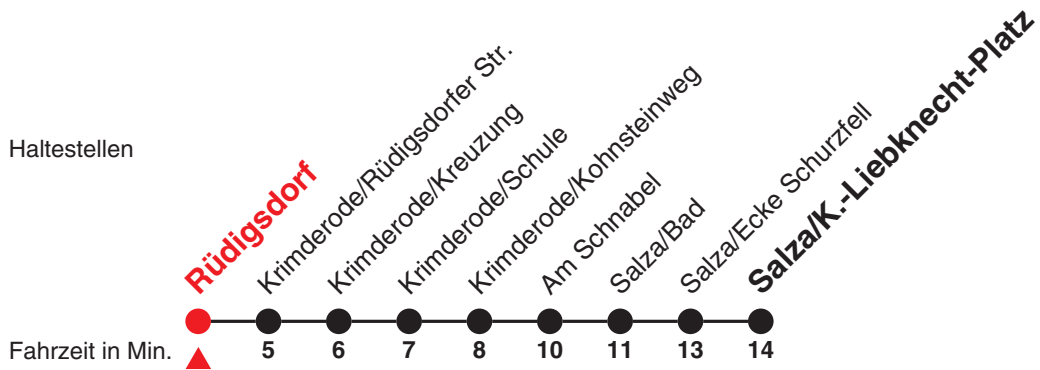 Haltestellen
Rüdigsdorf
Krimderode/Rüdigsdorfer Str.
Krimderode/Kreuzung
Krimderode/Schule
Krimderode/Kohnsteinweg
Am Schnabel
Salza/Bad
Salza/Ecke Schurzfell
Salza/K.-Liebknecht-Platz
Fahrzeit in Min. 5 6 7 8 10 11 13 14